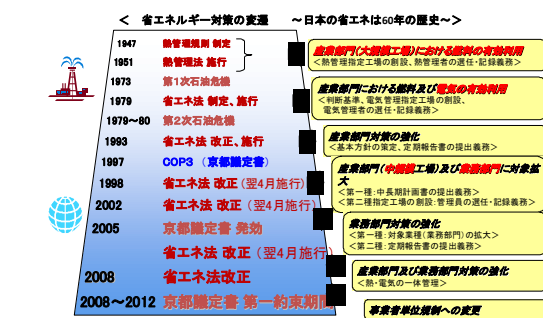 ＜ 省エネルギー対策の変遷 ～日本の省エネは60年の歴史～＞
1947 熱管理規則 制定
1951 熱管理法 施行
1973 第1次石油危機
1979 省エネ法 制定、施行
1979～80 第2次石油危機
1993 省エネ法 改正、施行
1997 COP3 （京都議定書）
1998 省エネ法 改正（翌4月施行）
2002 省エネ法 改正（翌4月施行）
2005 京都議定書 発効
省エネ法 改正（翌4月施行）
2008 省エネ法改正
2008～2012 京都議定書 第一約束期間
産業部門（大規模工場）における燃料の有効利用
＜熱管理指定工場の創設、熱管理者の選任・記録義務＞
産業部門における燃料及び電気の有効利用
＜判断基準、電気管理指定工場の創設、
電気管理者の選任・記録義務＞
産業部門対策の強化
＜基本方針の策定、定期報告書の提出義務＞
産業部門（中規模工場）及び業務部門に対象拡
大
＜第一種：中長期計画書の提出義務＞
＜第二種指定工場の創設：管理員の選任・記録義務＞
業務部門対策の強化
＜第一種：対象業種（業務部門）の拡大＞
＜第二種：定期報告書の提出義務＞
産業部門及び業務部門対策の強化
＜熱・電気の一体管理＞
事業者単位規制への変更